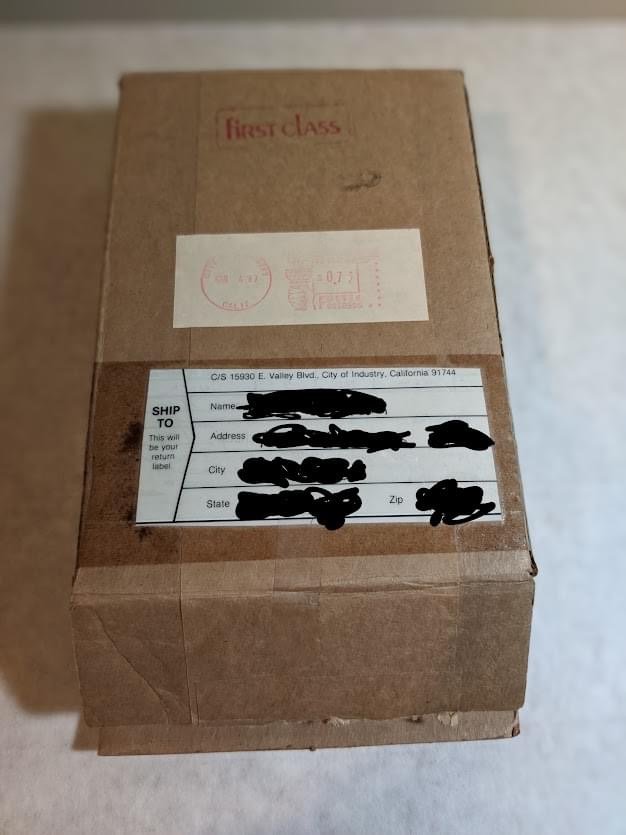 FIRST CLASS
CALIF
C/S 15930 E. Valley Blvd., City of Industry, California 91744
SHIP
TO
This will
be your
return
label.
Name
Address
City
State Zip